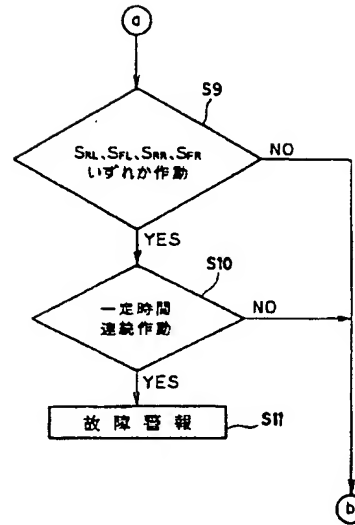 a
S9
SRL、SFL、SRR、SFR
いずれか作動
NO
YES
S10
一定時間
連続作動
NO
YES
故障警報
S11
b